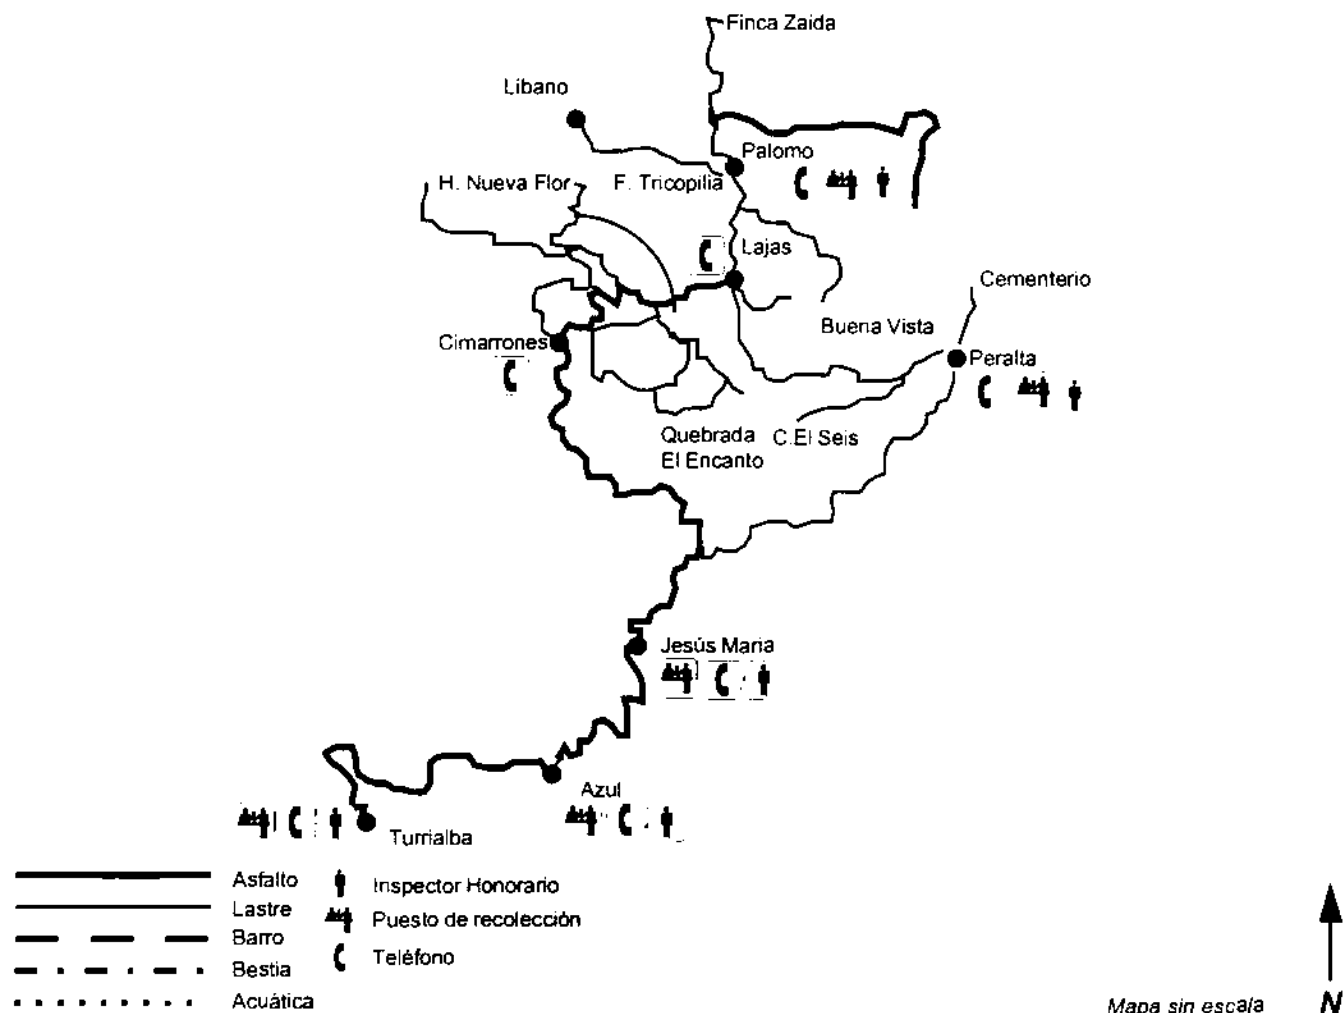 Finca Zaida
Libano
Palomo
H. Nueva Flor
F. Tricopilia
Lajas
Cementerio
Buena Vista
Cimarrones
Peralta
Quebrada
El Encanto
C.El Seis
Jesús Maria
Azul
Turrialba
Asfalto
Lastre
Barro
Bestia
Acuática
Inspector Honorario
Puesto de recolección
Teléfono
Mapa sin escala
N